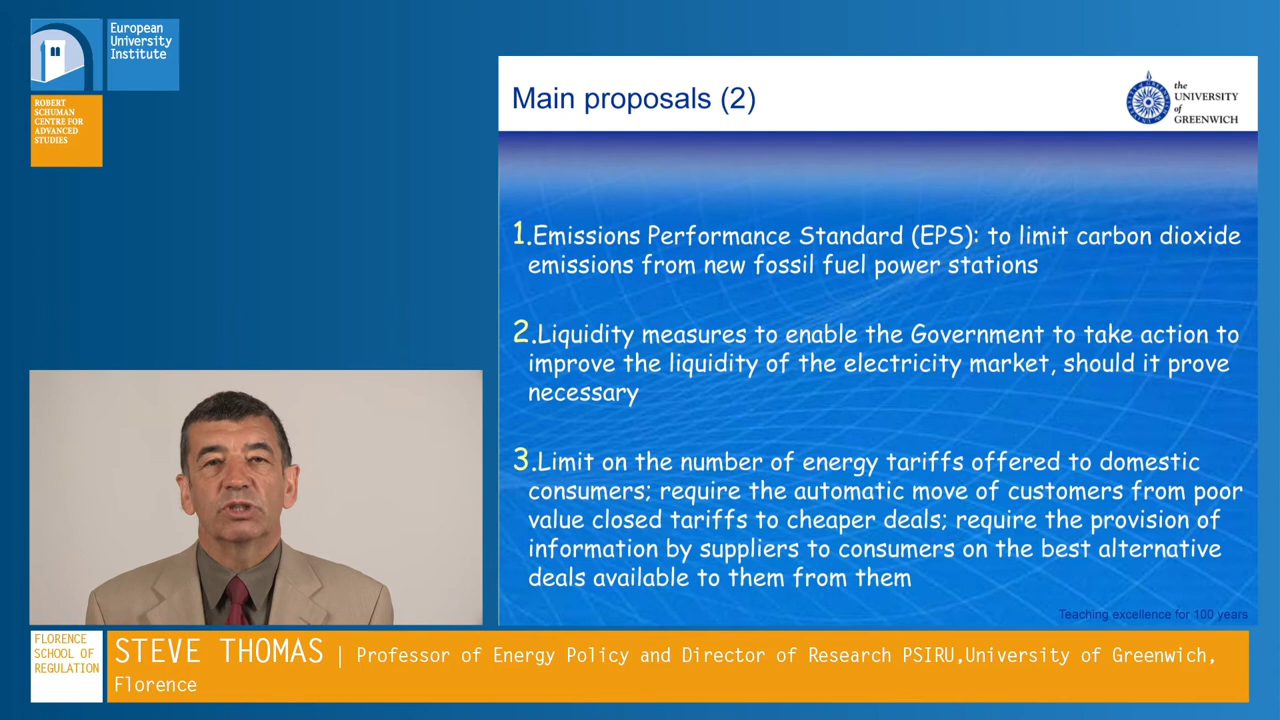 European
University
Institute
ROBERT
SCHUMAN
CENTRE FOR
ADVANCED
STUDIES
Main proposals (2)
the
UNIVERSITY
of
GREENWICH
1.Emissions Performance Standard (EPS): to limit carbon dioxide
emissions from new fossil fuel power stations
2.Liquidity measures to enable the Government to take action to
improve the liquidity of the electricity market, should it prove
necessary
3.Limit on the number of energy tariffs offered to domestic
consumers; require the automatic move of customers from poor
value closed tariffs to cheaper deals; require the provision of
information by suppliers to consumers on the best alternative
deals available to them from them
Teaching excellence for 100 years
FLORENCE
SCHOOL OF
REGULATION
STEVE THOMAS | Professor of Energy Policy and Director of Research PSIRU,University of Greenwich,
Florence